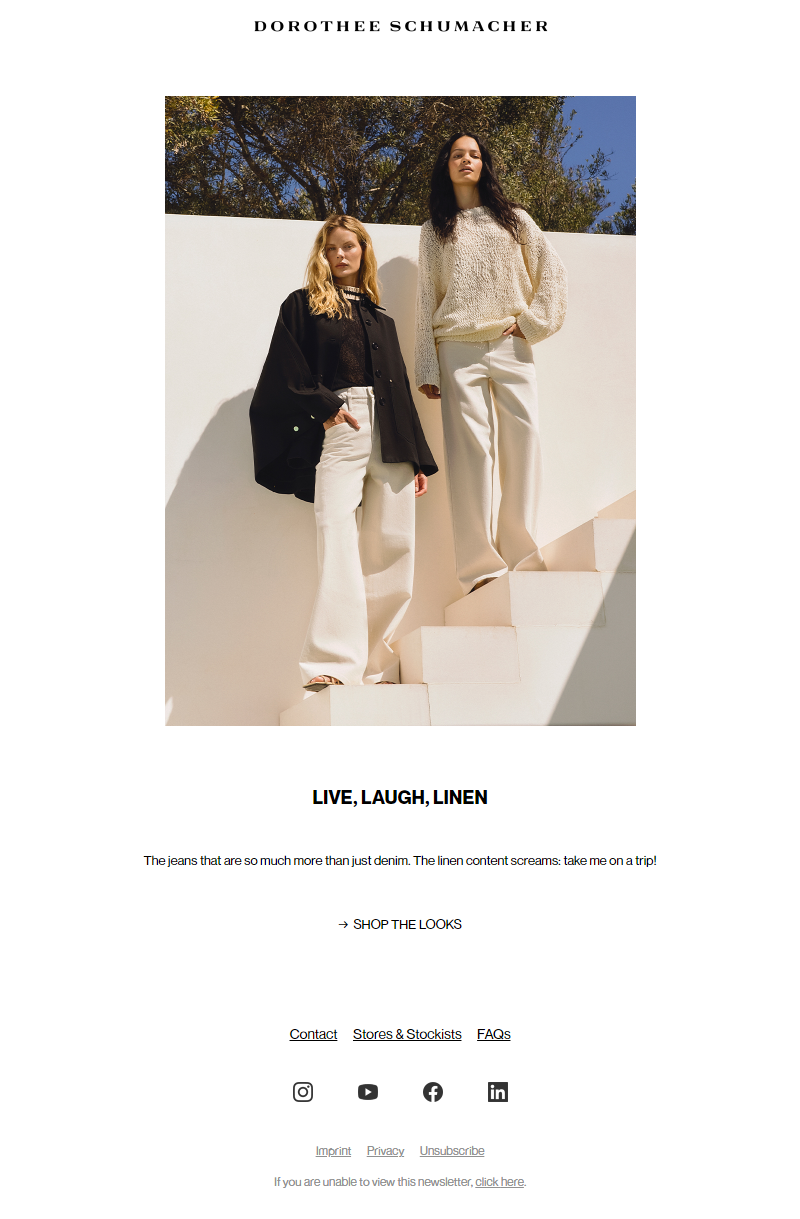 DOROTHEE SCHUMACHER
LIVE, LAUGH, LINEN
The jeans that are so much more than just denim. The linen content screams: take me on a trip!
→ SHOP THE LOOKS
Contact Stores & Stockists FAQs
Imprint Privacy Unsubscribe
If you are unable to view this newsletter, click here.